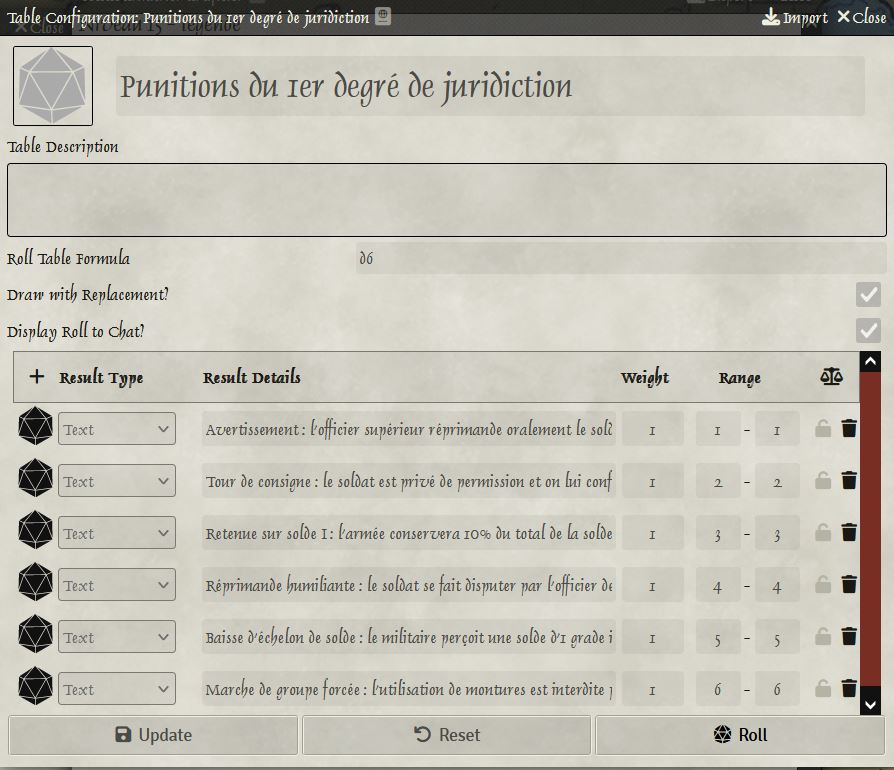 Table Configuration: Punitions du 1er degré de juridiction Import Close
Punitions du 1er degré de juridiction
Table Description
Roll Table Formula d6
Draw with Replacement?
Display Roll to Chat?
+ Result Type Result Details Weight Range
Text Avertissement : l'officier supérieur réprimande oralement le sold 1 1 - 1
Text Tour de consigne : le soldat est privé de permission et on lui conf 1 2 - 2
Text Retenue sur solde I : l'armée conservera 10% du total de la solde 1 3 - 3
Text Réprimande humiliante : le soldat se fait disputer par l'officier de 1 4 - 4
Text Baisse d'échelon de solde : le militaire perçoit une solde d'1 grade i 1 5 - 5
Text Marche de groupe forcée : l'utilisation de montures est interdite p 1 6 - 6
Update Reset Roll